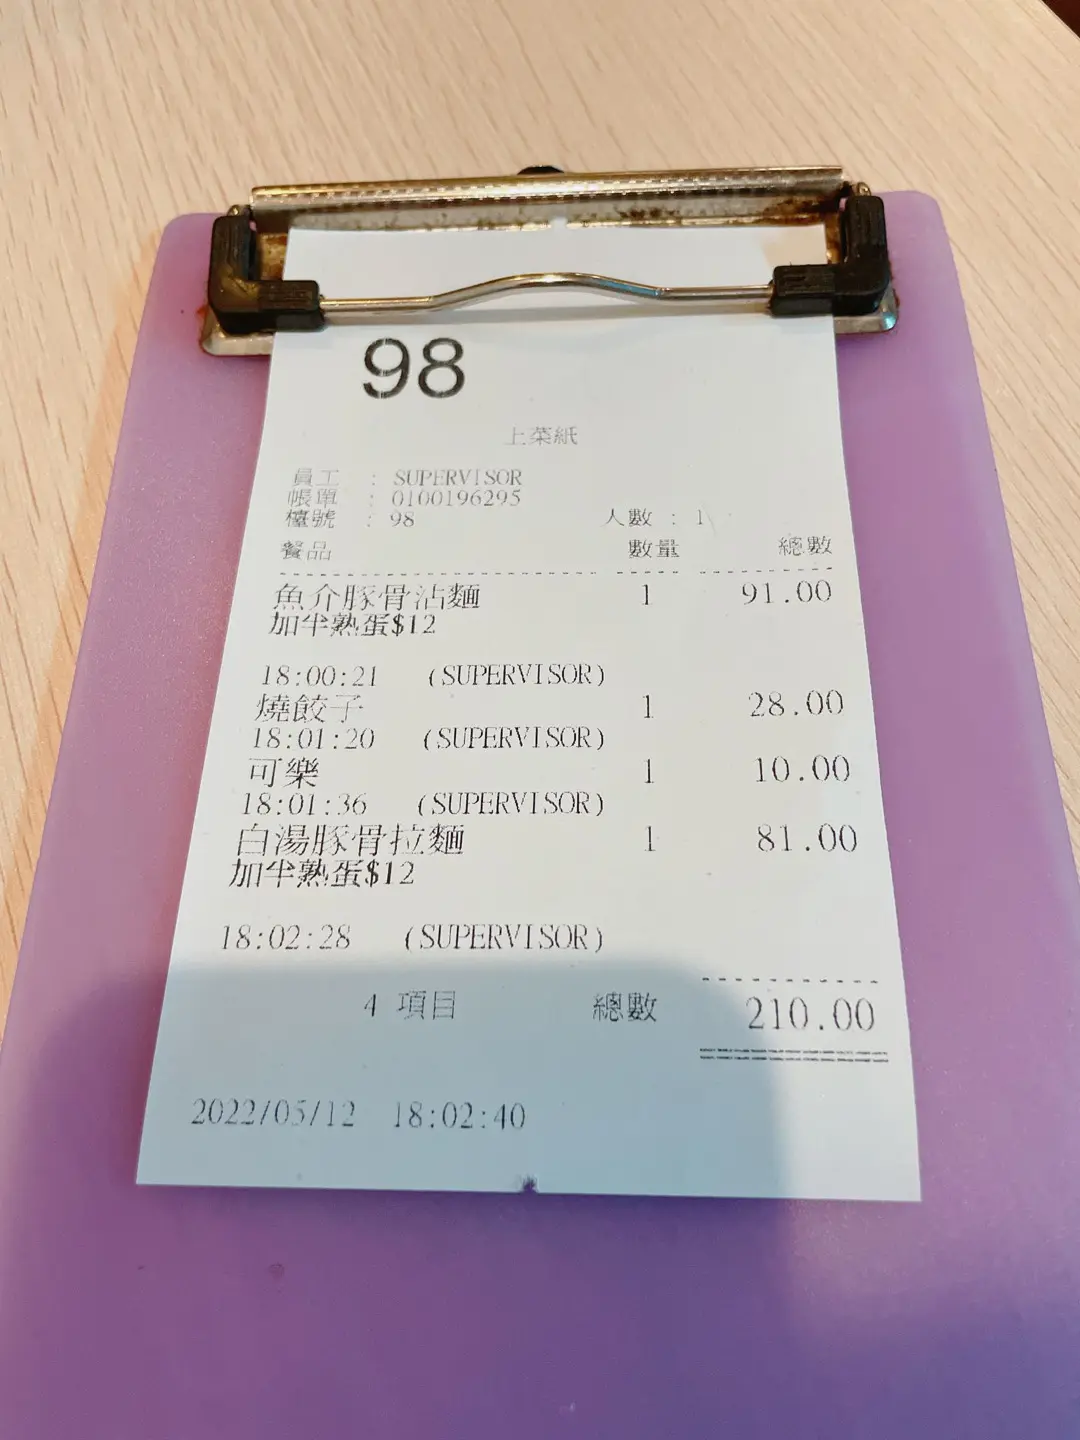 98
上菜紙
員工 : SUPERVISOR
帳單 : 0100196295
檯號 : 98 人數 : 1
餐品 數量 總數
魚介豚骨沾麵 1 91.00
加半熟蛋$12
18:00:21 (SUPERVISOR)
燒餃子 1 28.00
18:01:20 (SUPERVISOR)
可樂 1 10.00
18:01:36 (SUPERVISOR)
白湯豚骨拉麵 1 81.00
加半熟蛋$12
18:02:28 (SUPERVISOR)
4 項目 總數 210.00
2022/05/12 18:02:40